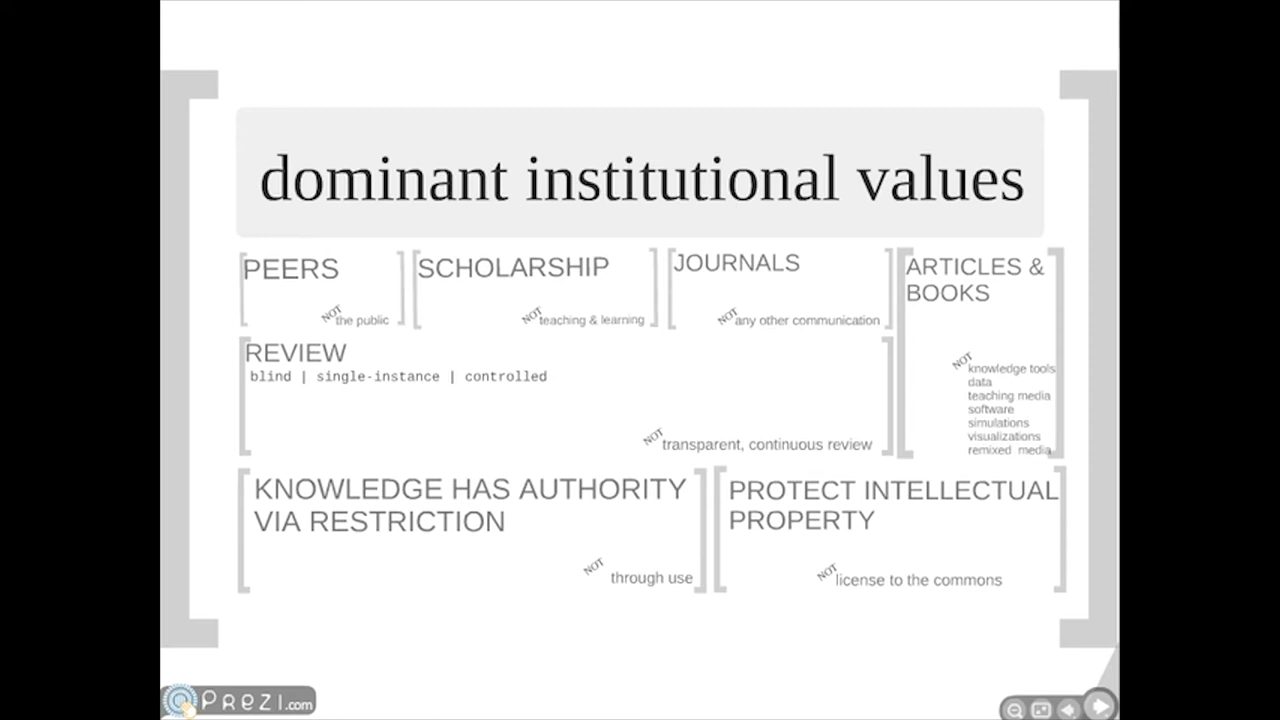 dominant institutional values
PEERS
NOT
the public
SCHOLARSHIP
NOT
teaching & learning
JOURNALS
NOT
any other communication
ARTICLES &
BOOKS
NOT
knowledge tools
data
teaching media
software
simulations
visualizations
remixed media
REVIEW
blind | single-instance | controlled
NOT
transparent, continuous review
KNOWLEDGE HAS AUTHORITY
VIA RESTRICTION
NOT
through use
PROTECT INTELLECTUAL
PROPERTY
NOT
license to the commons
Prezi.com